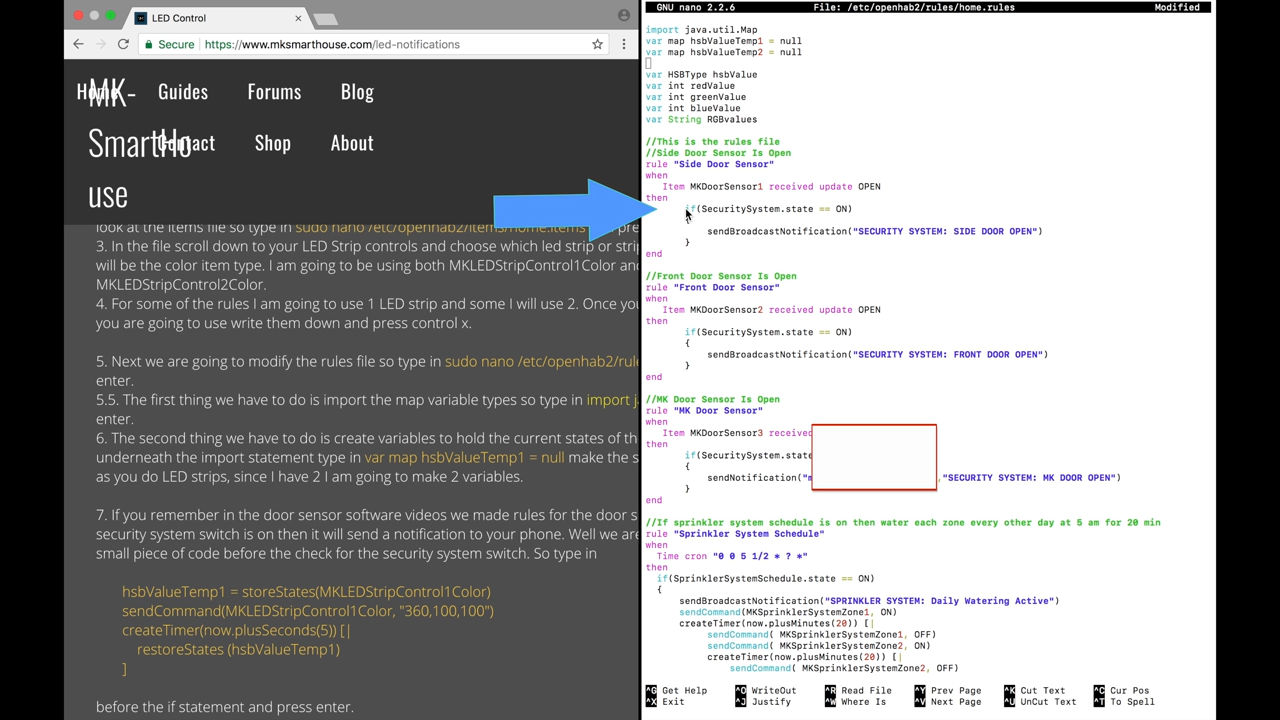 LED Control
Secure
https://www.mksmarthouse.com/led-notifications
Home
Guides
Forums
Blog
MK-
SmartHo
use
Contact
Shop
About
look at the items file so type in sudo nano /etc/openhab2/items/home.items
3. In the file scroll down to your LED Strip controls and choose which led strip or
will be the color item type. I am going to be using both MKLEDStripControl1Color
MKLEDStripControl2Color.
4. For some of the rules I am going to use 1 LED strip and some I will use 2. Once
you are going to use write them down and press control x.
5. Next we are going to modify the rules file so type in sudo nano
enter.
5.5. The first thing we have to do is import the map variable types so type in import
enter.
6. The second thing we have to do is create variables to hold the current states of
underneath the import statement type in var map hsbValueTemp1 = null make the
as you do LED strips, since I have 2 I am going to make 2 variables.
7. If you remember in the door sensor software videos we made rules for the door
security system switch is on then it will send a notification to your phone. Well we
small piece of code before the check for the security system switch. So type in
hsbValueTemp1 = storeStates(MKLEDStripControl1Color)
sendCommand(MKLEDStripControl1Color, "360,100,100")
createTimer(now.plusSeconds(5)) [|
restoreStates (hsbValueTemp1)
]
before the if statement and press enter.
GNU nano 2.2.6 File: /etc/openhab2/rules/home.rules Modified
import java.util.Map
var map hsbValueTemp1 = null
var map hsbValueTemp2 = null
var HSBType hsbValue
var int redValue
var int greenValue
var int blueValue
var String RGBvalues
//This is the rules file
//Side Door Sensor Is Open
rule "Side Door Sensor"
when
Item MKDoorSensor1 received update OPEN
then
if(SecuritySystem.state == ON)
sendBroadcastNotification("SECURITY SYSTEM: SIDE DOOR OPEN")
}
end
//Front Door Sensor Is Open
rule "Front Door Sensor"
when
Item MKDoorSensor2 received update OPEN
then
if(SecuritySystem.state == ON)
{
sendBroadcastNotification("SECURITY SYSTEM: FRONT DOOR OPEN")
}
end
//MK Door Sensor Is Open
rule "MK Door Sensor"
when
Item MKDoorSensor3 received
then
if(SecuritySystem.state
{
sendNotification("m ,"SECURITY SYSTEM: MK DOOR OPEN")
}
end
//If sprinkler system schedule is on then water each zone every other day at 5 am for 20 min
rule "Sprinkler System Schedule"
when
Time cron "0 0 5 1/2 * ? *"
then
if(SprinklerSystemSchedule.state == ON)
{
sendBroadcastNotification("SPRINKLER SYSTEM: Daily Watering Active")
sendCommand(MKSprinklerSystemZone1, ON)
createTimer(now.plusMinutes(20)) [|
sendCommand( MKSprinklerSystemZone1, OFF)
sendCommand( MKSprinklerSystemZone2, ON)
createTimer(now.plusMinutes(20)) [|
sendCommand( MKSprinklerSystemZone2, OFF)
^G Get Help ^O WriteOut ^R Read File ^Y Prev Page ^K Cut Text ^C Cur Pos
^X Exit ^J Justify ^W Where Is ^V Next Page ^U UnCut Text ^T To Spell